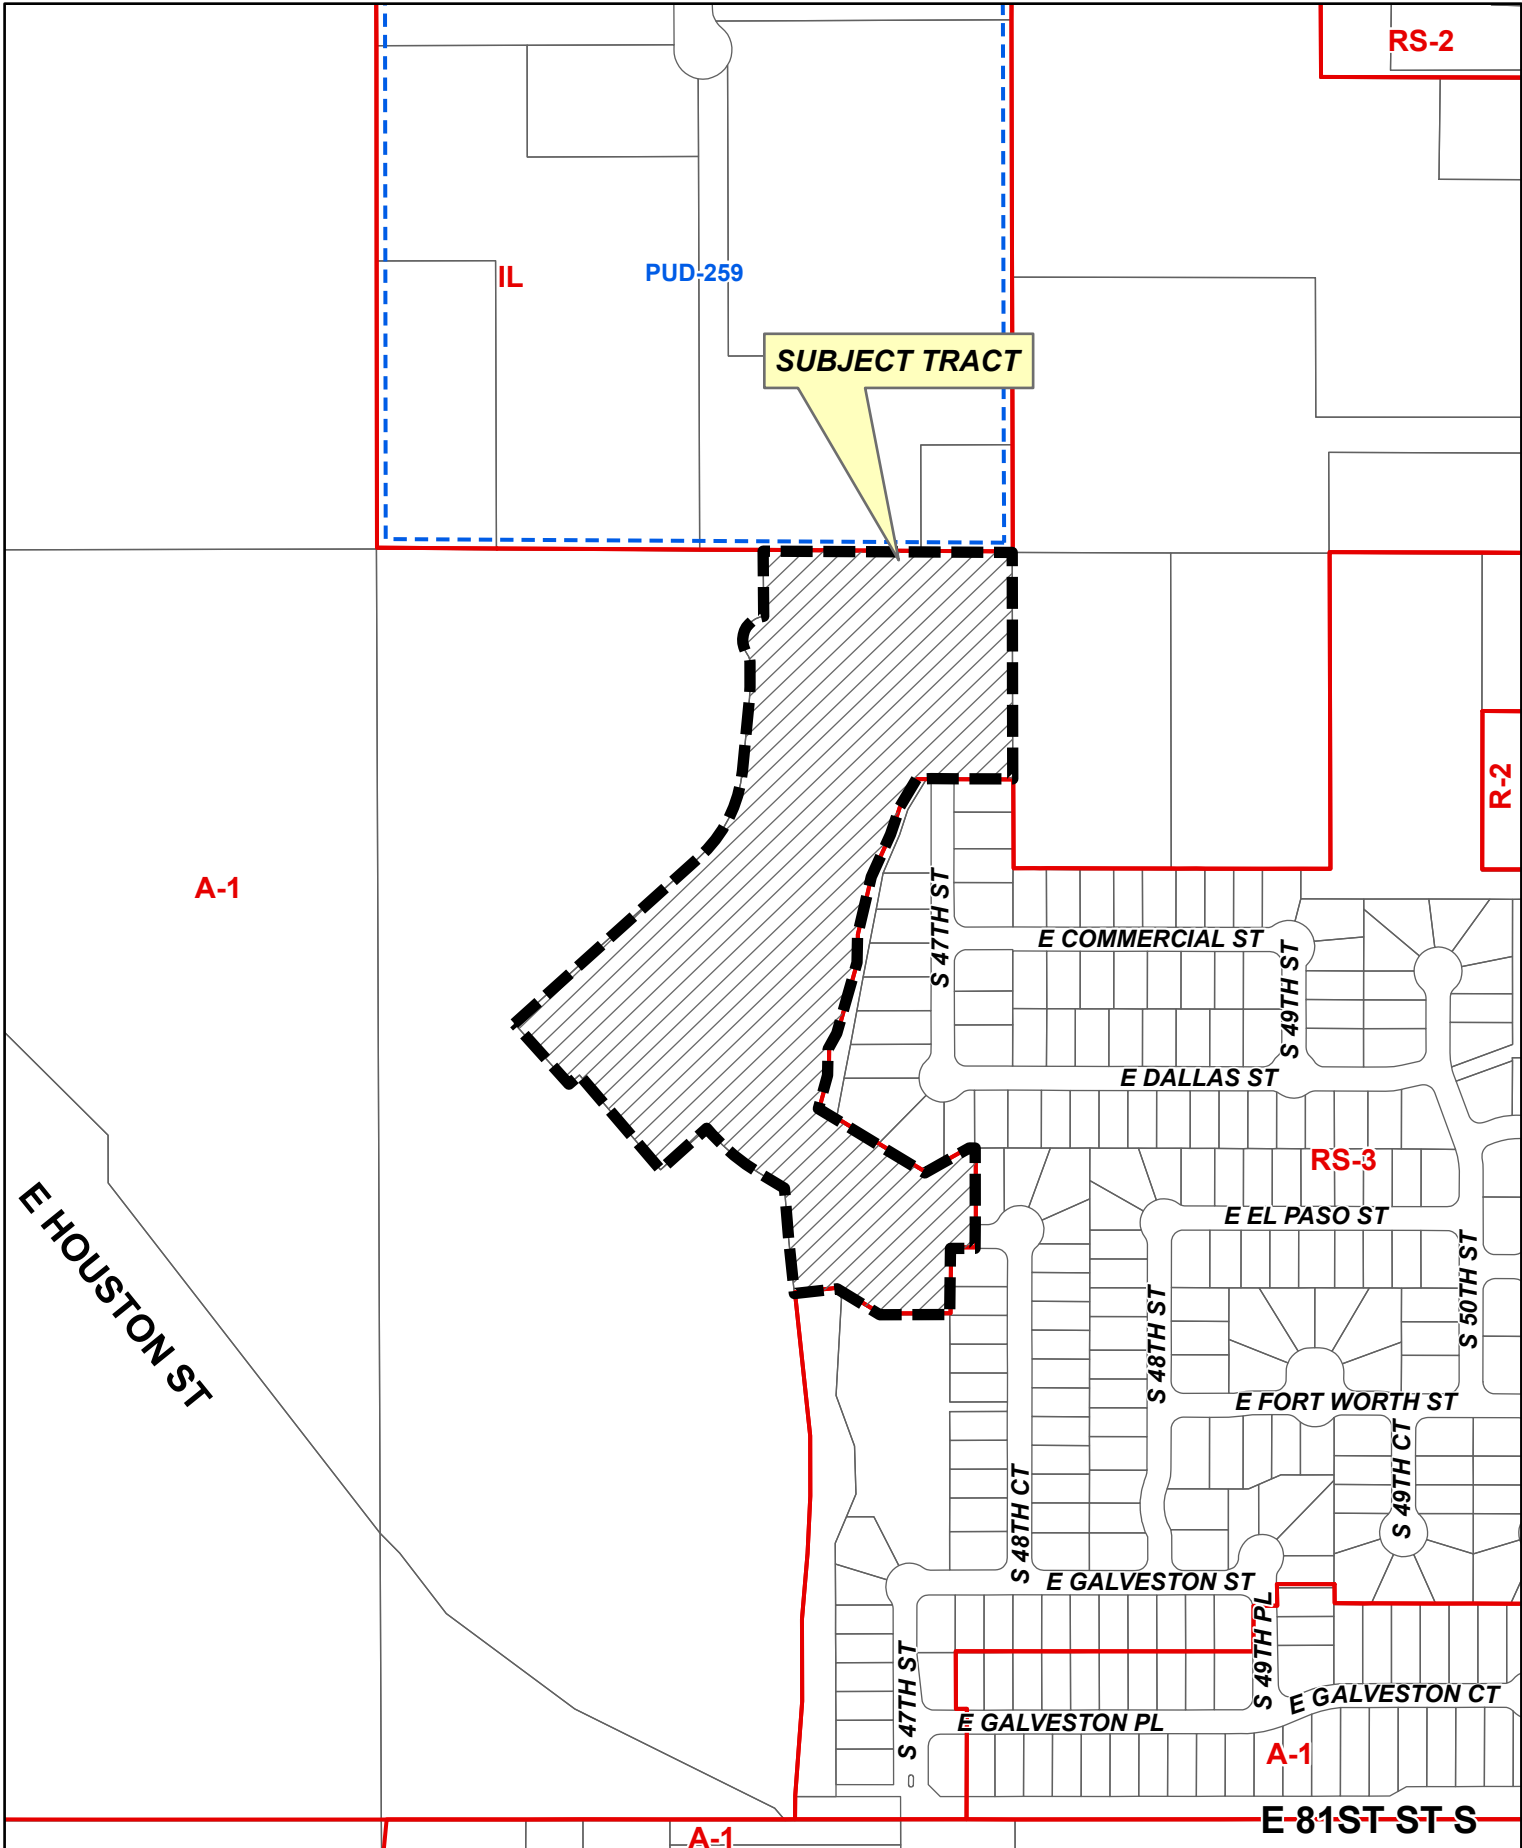 RS-2
IL
PUD-259
SUBJECT TRACT
R-2
A-1
S 47TH ST
E COMMERCIAL ST
S 49TH ST
E DALLAS ST
RS-3
E HOUSTON ST
E EL PASO ST
S 50TH ST
S 48TH ST
E FORT WORTH ST
S 49TH CT
S 48TH CT
E GALVESTON ST
S 49TH PL
S 47TH ST
E GALVESTON CT
E GALVESTON PL
A-1
E 81ST ST S
A-1